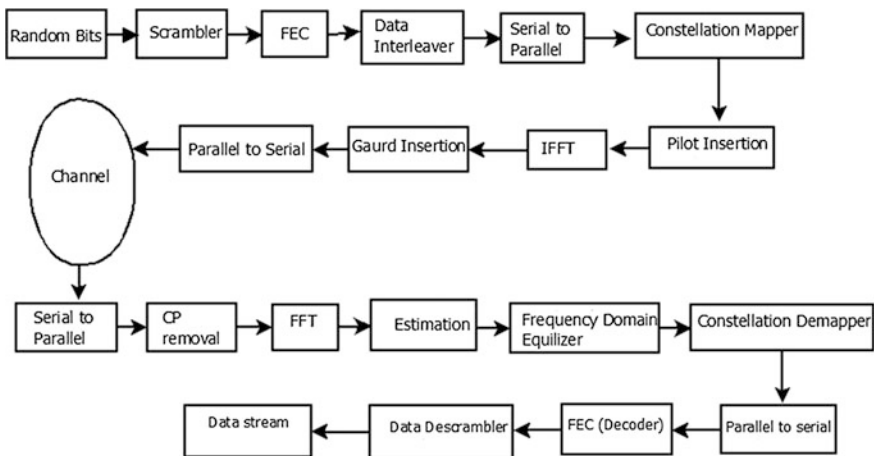 Random Bits
Scrambler
FEC
Data
Interleaver
Serial to
Parallel
Constellation Mapper
Pilot Insertion
IFFT
Gaurd Insertion
Parallel to Serial
Channel
Serial to
Parallel
CP
removal
FFT
Estimation
Frequency Domain
Equilizer
Constellation Demapper
Parallel to serial
FEC (Decoder)
Data Descrambler
Data stream